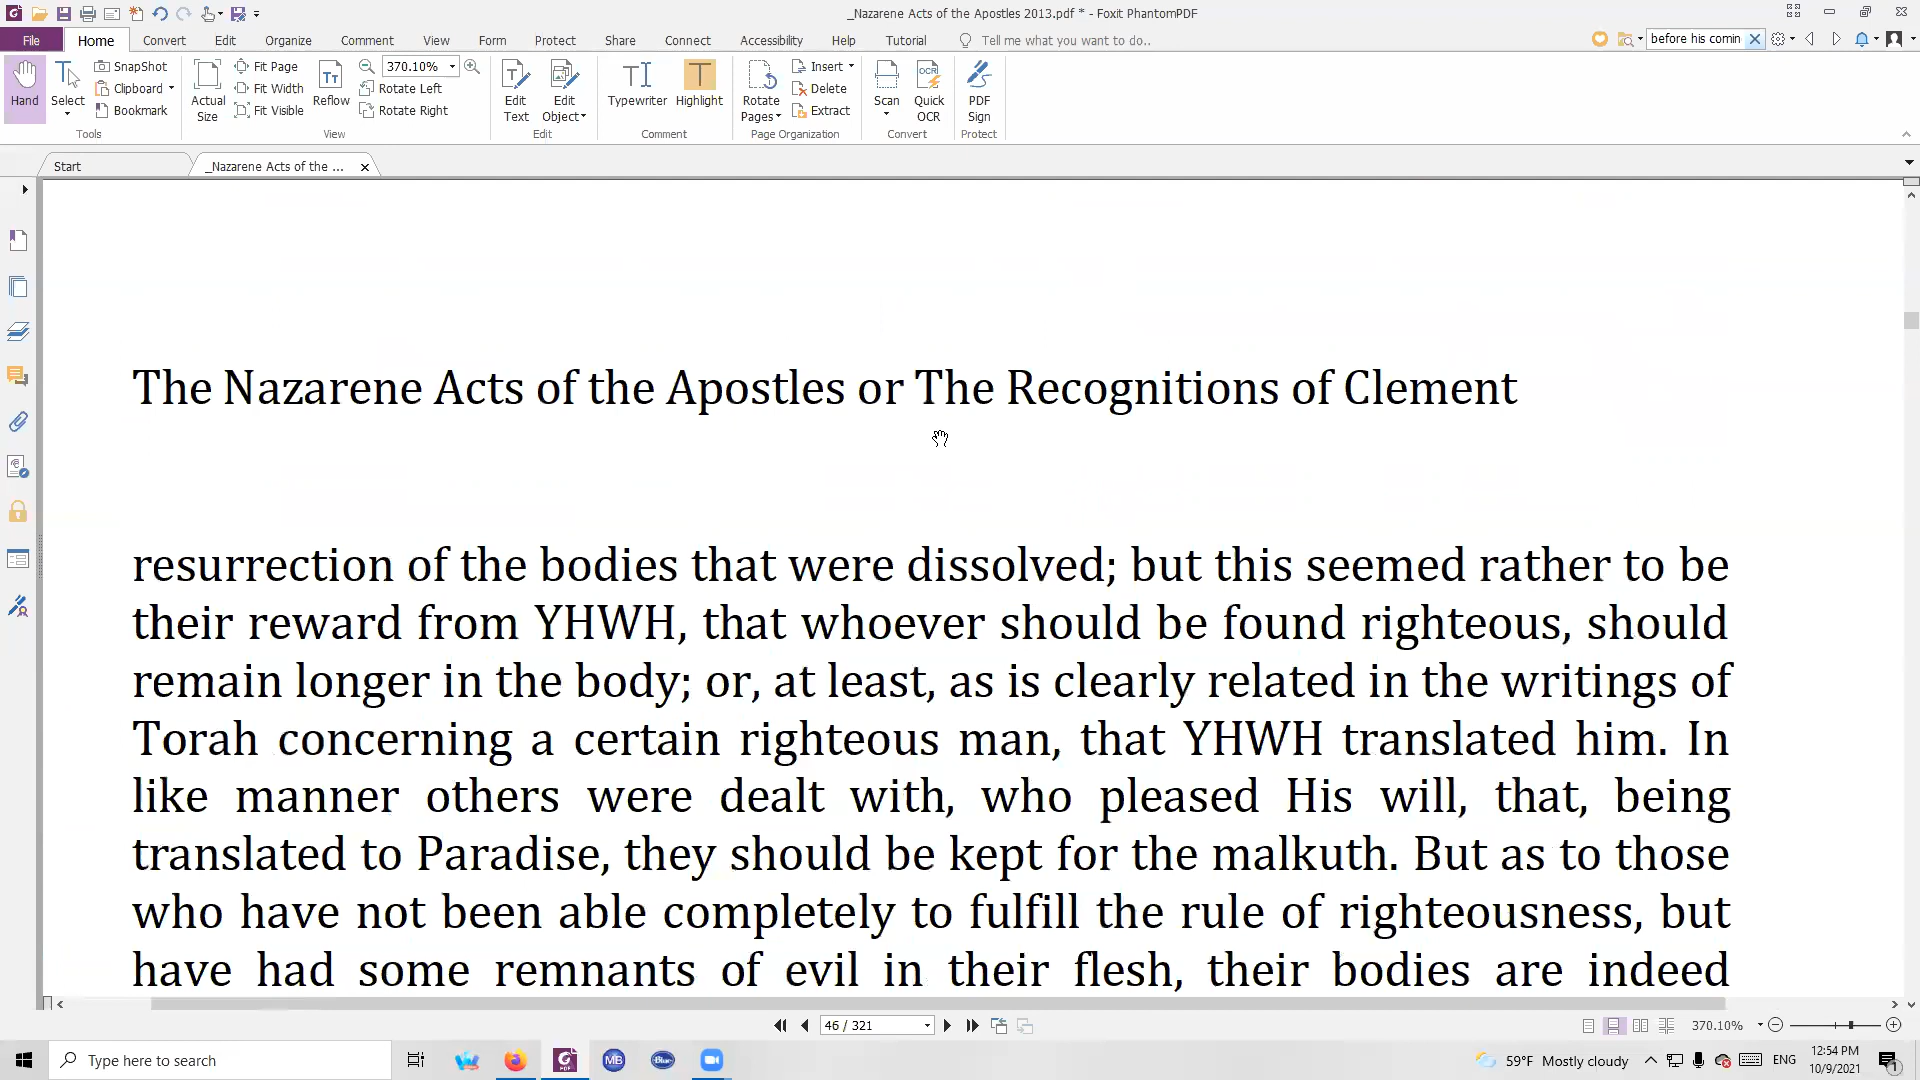 _Nazarene Acts of the Apostles 2013.pdf * - Foxit PhantomPDF
File Home Convert Edit Organize Comment View Form Protect Share Connect Accessibility Help Tutorial Tell me what you want to do.. before his comin
SnapShot Fit Page 370.10% Insert
Hand Select Clipboard Actual Size Fit Width Reflow Rotate Left Edit Text Edit Object Typewriter Highlight Rotate Pages Delete Scan Quick OCR PDF Sign
Bookmark Fit Visible Rotate Right Extract
Tools View Edit Comment Page Organization Convert Protect
Start _Nazarene Acts of the ...
The Nazarene Acts of the Apostles or The Recognitions of Clement
resurrection of the bodies that were dissolved; but this seemed rather to be
their reward from YHWH, that whoever should be found righteous, should
remain longer in the body; or, at least, as is clearly related in the writings of
Torah concerning a certain righteous man, that YHWH translated him. In
like manner others were dealt with, who pleased His will, that, being
translated to Paradise, they should be kept for the malkuth. But as to those
who have not been able completely to fulfill the rule of righteousness, but
have had some remnants of evil in their flesh, their bodies are indeed
46 / 321 370.10%
Type here to search MB Blue 59°F Mostly cloudy ENG 12:54 PM
10/9/2021